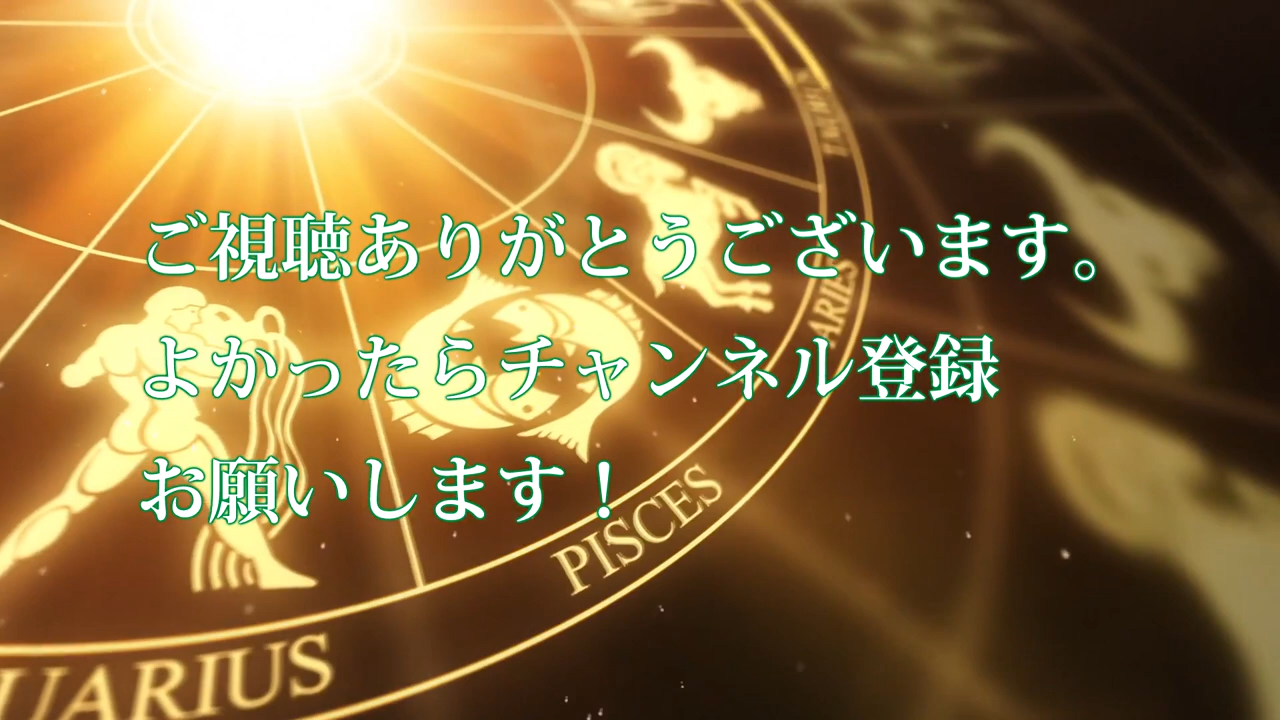 ご視聴ありがとうございます。
よかったらチャンネル登録
お願いします！
TAURUS
ARIES
PISCES
UARIUS